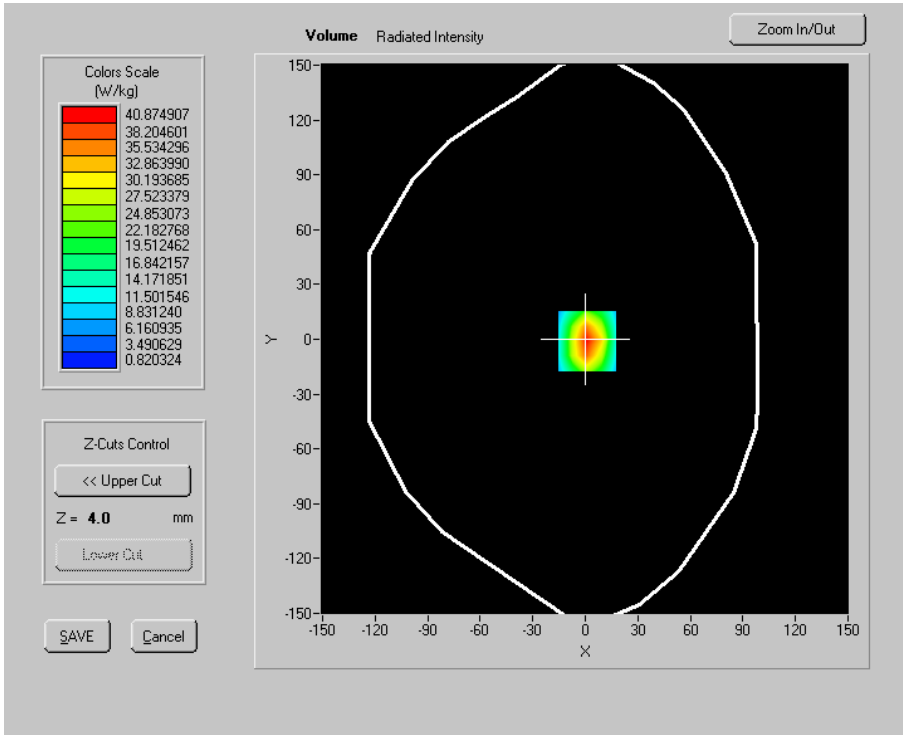 Volume Radiated Intensity
Zoom In/Out
Colors Scale
(W/kg)
40.874907
38.204601
35.534296
32.863990
30.193685
27.523379
24.853073
22.182768
19.512462
16.842157
14.171851
11.501546
8.831240
6.160935
3.490629
0.820324
Z-Cuts Control
<< Upper Cut
Z = 4.0 mm
Lower Cut
SAVE Cancel
150
120
90
60
30
0
-30
-60
-90
-120
-150
Y
-150 -120 -90 -60 -30 0 30 60 90 120 150
X